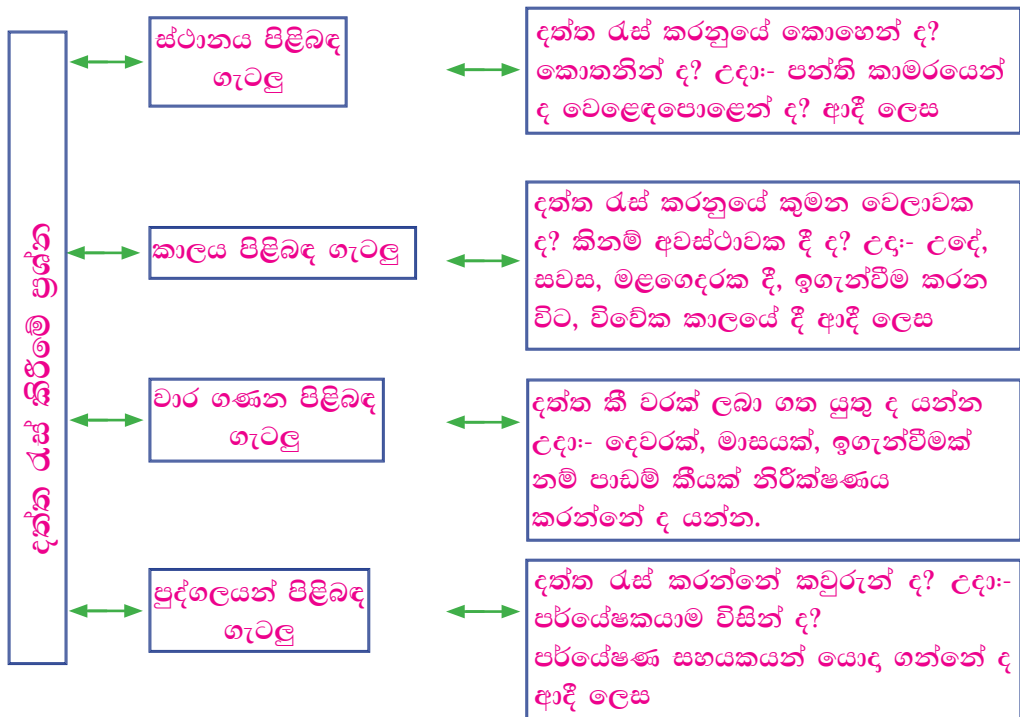 දත්ත රැස් කිරීමේ ප්‍රශ්න
ස්ථානය පිළිබඳ
ගැටලු
දත්ත රැස් කරනුයේ කොහෙන් ද?
කොතනින් ද? උදා:- පන්ති කාමරයෙන්
ද වෙළෙඳපොළෙන් ද? ආදී ලෙස
කාලය පිළිබඳ ගැටලු
දත්ත රැස් කරනුයේ කුමන වෙලාවක
ද? කිනම් අවස්ථාවක දී ද? උදා:- උදේ,
සවස, මළගෙදරක දී, ඉගැන්වීම කරන
විට, විවේක කාලයේ දී ආදී ලෙස
වාර ගණන පිළිබඳ
ගැටලු
දත්ත කී වරක් ලබා ගත යුතු ද යන්න
උදා:- දෙවරක්, මාසයක්, ඉගැන්වීමක්
නම් පාඩම් කීයක් නිරීක්ෂණය
කරන්නේ ද යන්න.
පුද්ගලයන් පිළිබඳ
ගැටලු
දත්ත රැස් කරන්නේ කවුරුන් ද? උදා:-
පර්යේෂකයාම විසින් ද?
පර්යේෂණ සහයකයන් යොදා ගන්නේ ද
ආදී ලෙස